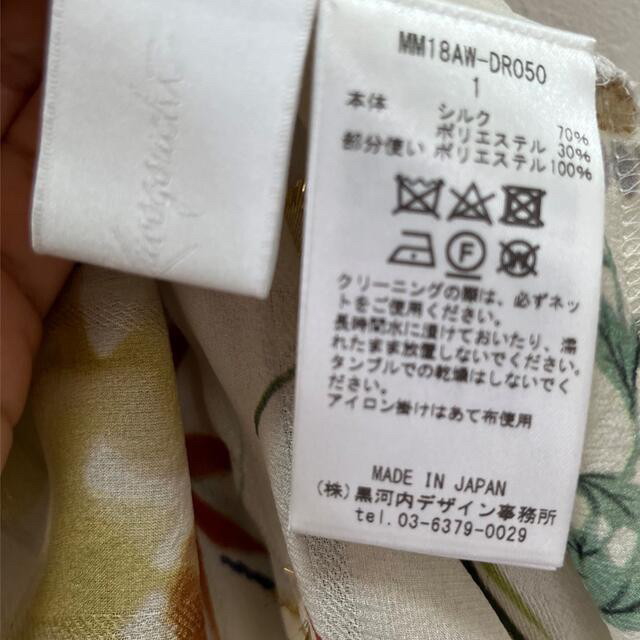 MM18AW-DR050
1
本体 シルク 70%
ポリエステル 30%
部分使い ポリエステル 100%
F
クリーニングの際は、必ずネッ
トをご使用ください。
長時間水に漬けておいたり、濡
れたまま放置しないでください。
タンブルでの乾燥はしないでくだ
さい。
アイロン掛けはあて布使用
MADE IN JAPAN
(株)黒河内デザイン事務所
tel. 03-6379-0029